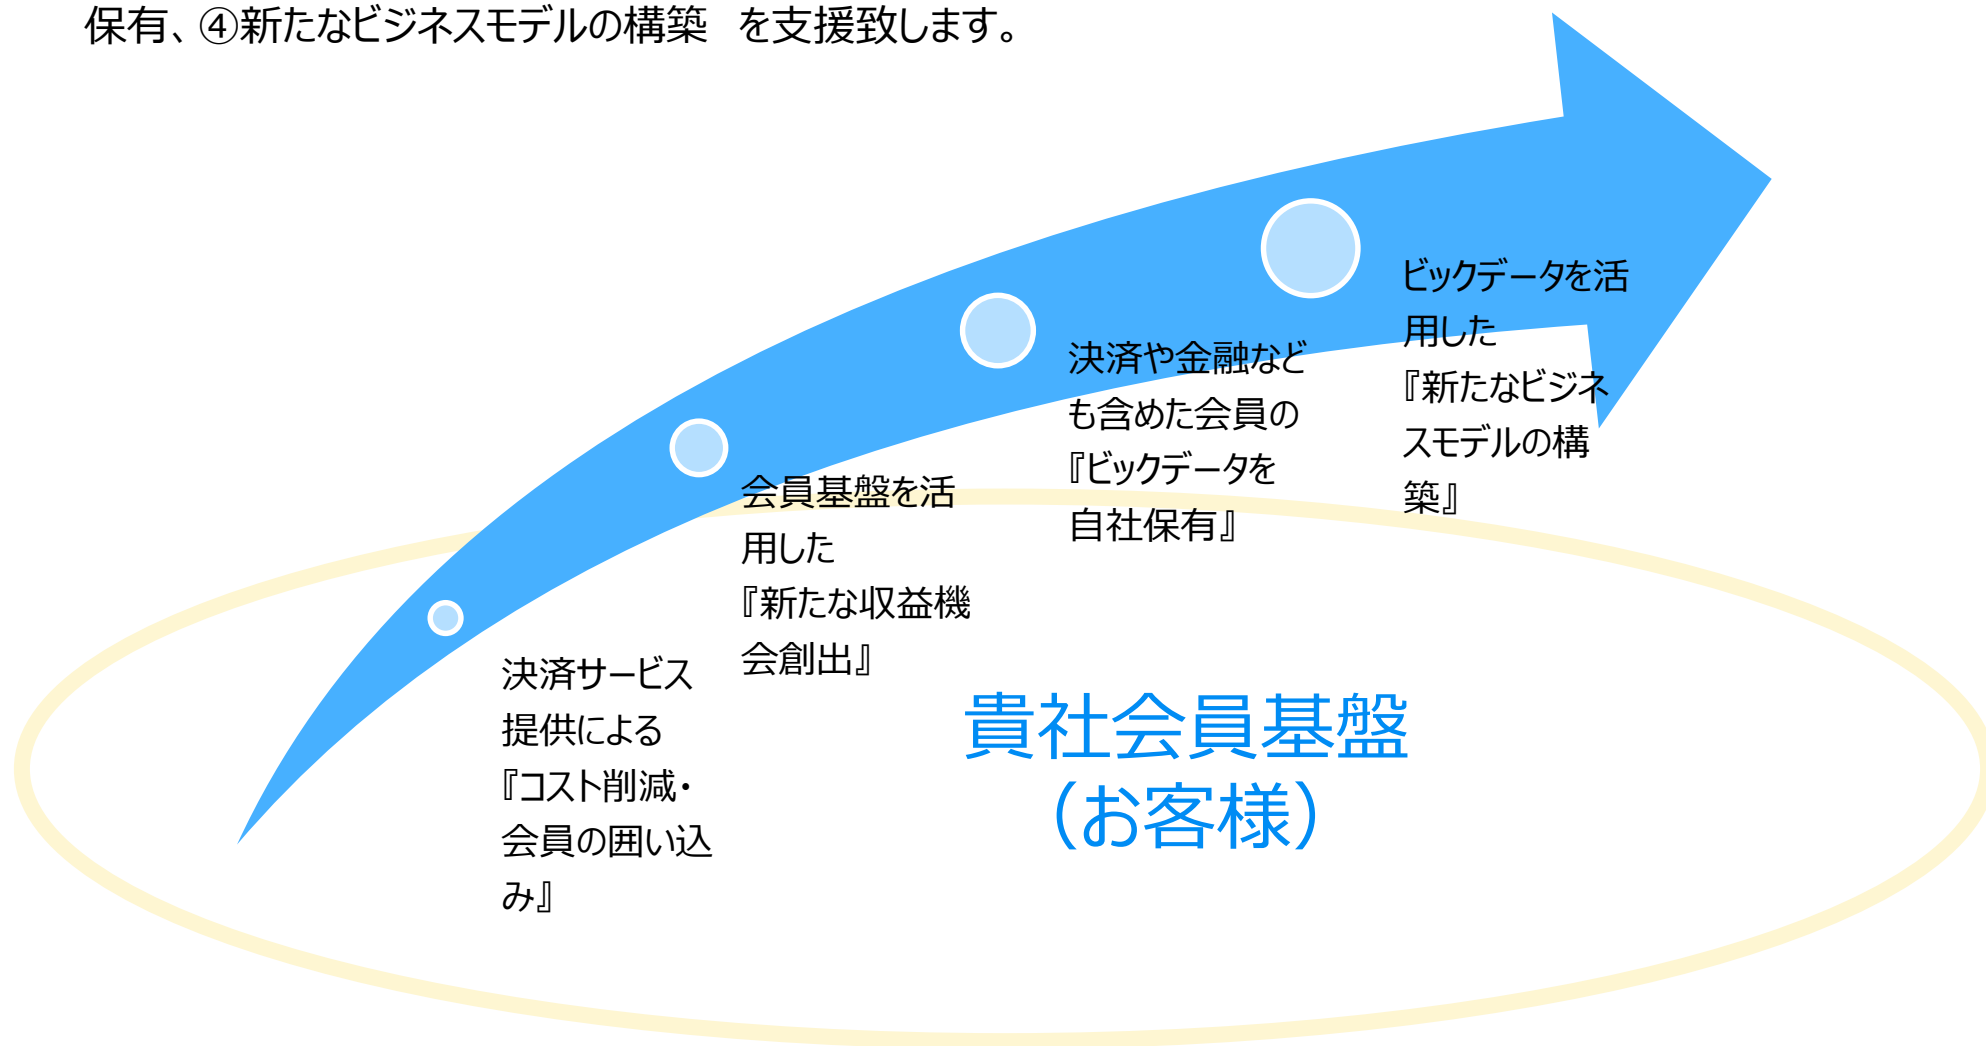 保有、④新たなビジネスモデルの構築　を支援致します。
ビックデータを活
用した
『新たなビジネ
スモデルの構
築』
決済や金融など
も含めた会員の
『ビックデータを
自社保有』
会員基盤を活
用した
『新たな収益機
会創出』
決済サービス
提供による
『コスト削減・
会員の囲い込
み』
貴社会員基盤
（お客様）